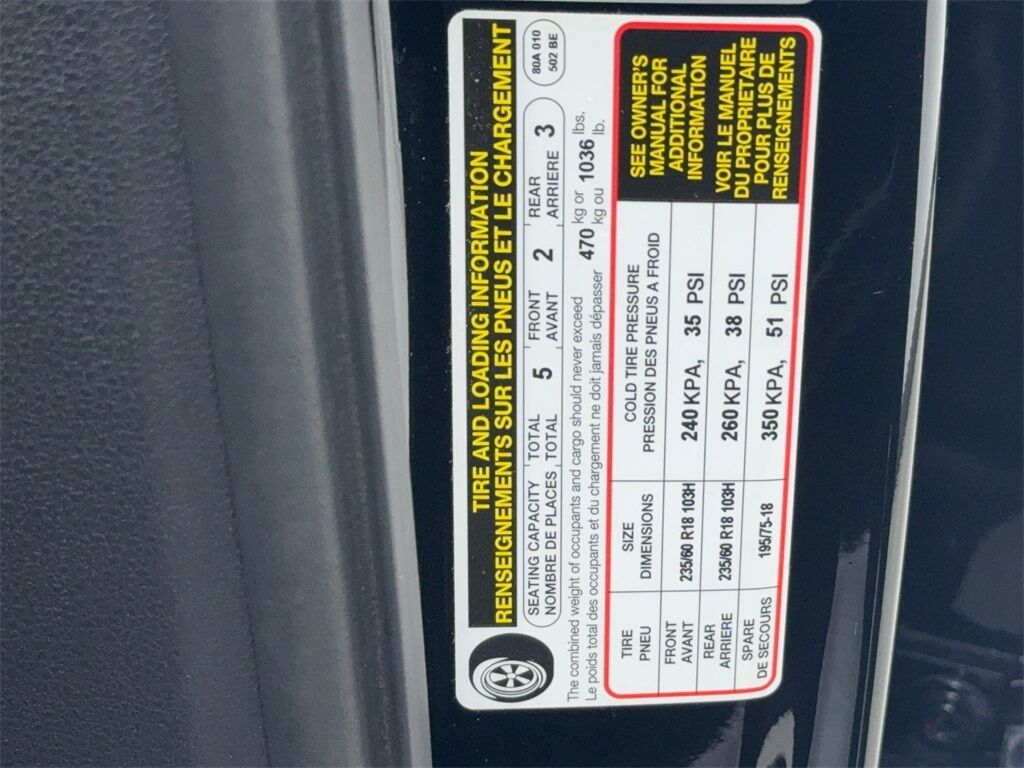 TIRE AND LOADING INFORMATION
RENSEIGNEMENTS SUR LES PNEUS ET LE CHARGEMENT
SEATING CAPACITY TOTAL 5 FRONT 2 REAR 3
NOMBRE DE PLACES TOTAL AVANT ARRIERE
80A 010
502 BE
The combined weight of occupants and cargo should never exceed 470 kg or 1036 lbs.
Le poids total des occupants et du chargement ne doit jamais dépasser kg ou lb.
TIRE SIZE COLD TIRE PRESSURE
PNEU DIMENSIONS PRESSION DES PNEUS A FROID
FRONT
AVANT 235/60 R18 103H 240 KPA, 35 PSI
REAR
ARRIERE 235/60 R18 103H 260 KPA, 38 PSI
SPARE
DE SECOURS 195/75-18 350 KPA, 51 PSI
SEE OWNER'S
MANUAL FOR
ADDITIONAL
INFORMATION
VOIR LE MANUEL
DU PROPRIETAIRE
POUR PLUS DE
RENSEIGNEMENTS